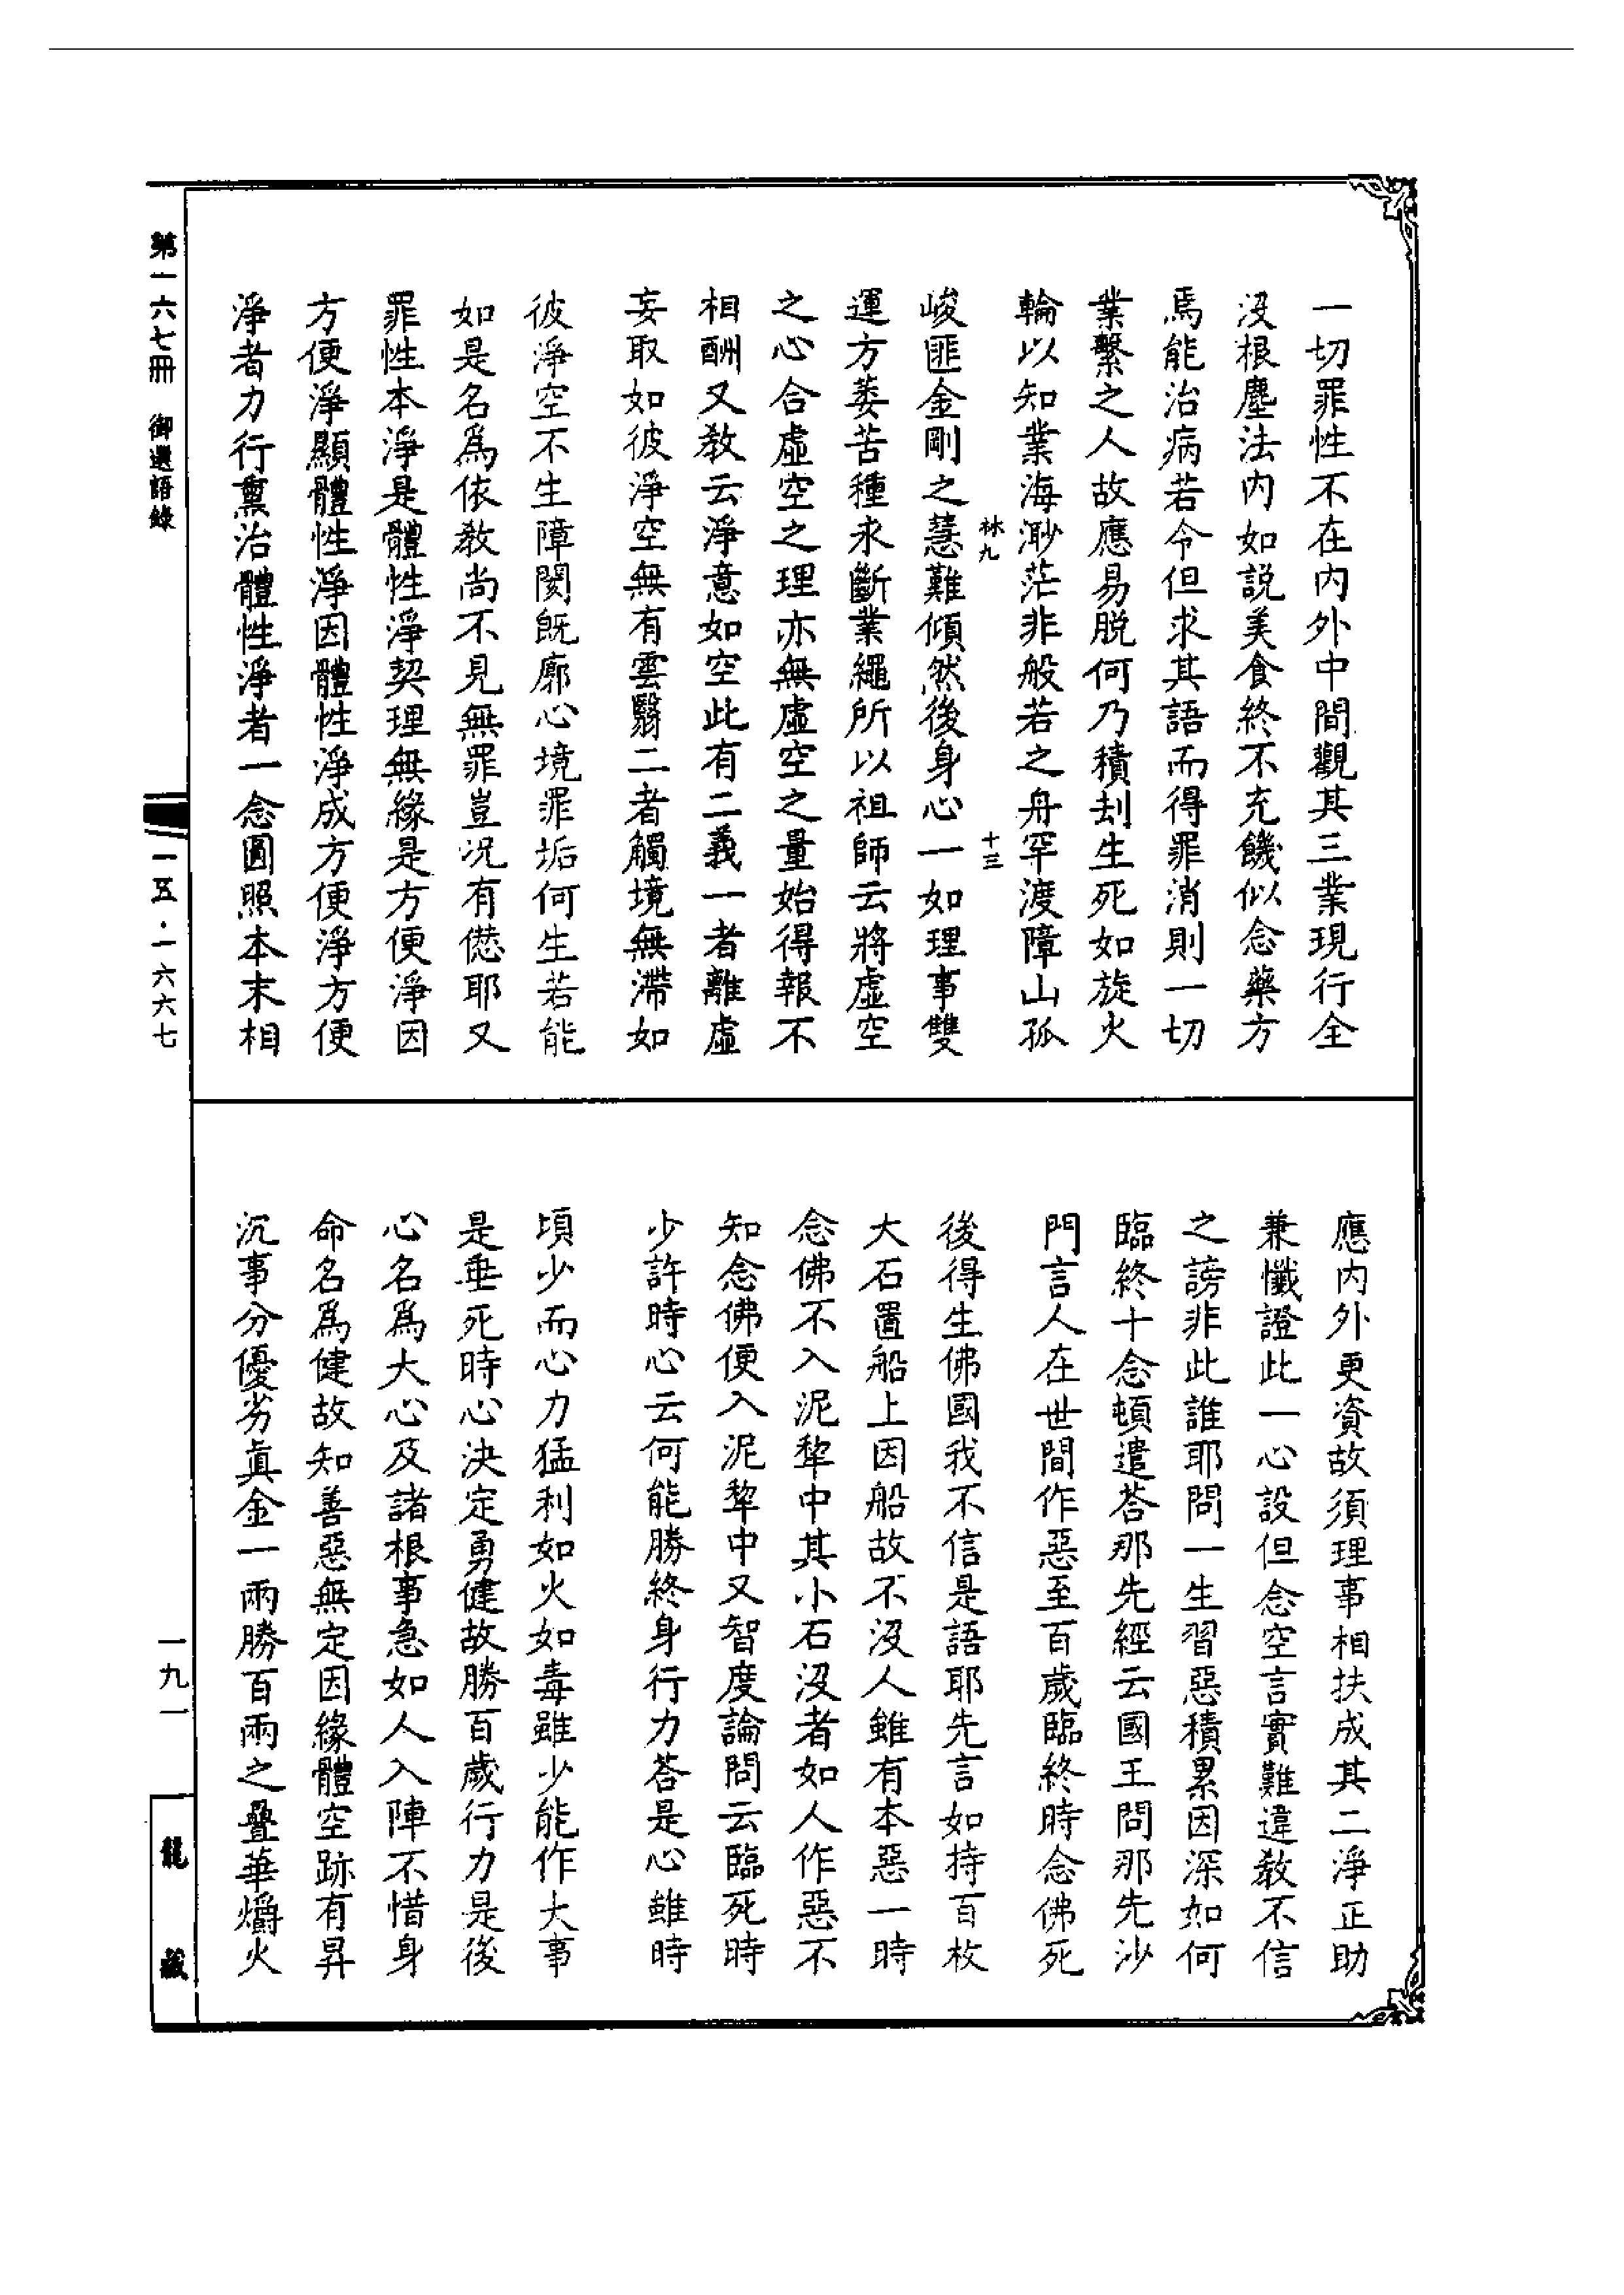 一切罪性不在内外中間觀其三業現行全
沒根塵法内如説美食終不充饑似念藥方
焉能治病若令但求其語而得罪消則一切
業繫之人故應易脱何乃積刦生死如旋火
輪以知業海渺茫非般若之舟罕渡障山孤
林九
十三
峻匪金剛之慧難傾然後身心一如理事雙
運方萎苦種永斷業繩所以祖師云將虛空
之心合虛空之理亦無虛空之量始得報不
相酬又教云淨意如空此有二義一者離虛
妄取如彼淨空無有雲翳二者觸境無滯如
彼淨空不生障閡旣廓心境罪垢何生若能
如是名爲依教尚不見無罪豈况有愆耶又
罪性本淨是體性淨契理無緣是方便淨因
方便淨顯體性淨因體性淨成方便淨方便
淨者力行熏治體性淨者一念圓照本末相
應内外更資故須理事相扶成其二淨正助
兼懺證此一心設但念空言實難違教不信
之謗非此誰耶問一生習惡積累因深如何
臨終十念頓遣荅那先經云國王問那先沙
門言人在世間作惡至百歲臨終時念佛死
後得生佛國我不信是語耶先言如持百枚
大石置船上因船故不沒人雖有本惡一時
念佛不入泥犂中其小石沒者如人作惡不
知念佛便入泥犂中又智度論問云臨死時
少許時心云何能勝終身行力荅是心雖時
頃少而心力猛利如火如毒雖少能作大事
是垂死時心决定勇健故勝百歲行力是後
心名爲大心及諸根事急如人入陣不惜身
命名爲健故知善惡無定因緣體空跡有昇
沉事分優劣眞金一兩勝百兩之疊華爝火
第一六七冊 御選語錄
一五·一六六七
一九一
龍藏